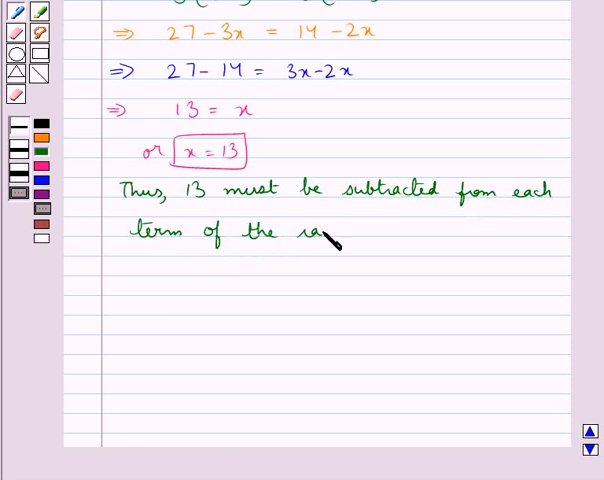 ⇒ 27 - 3x = 14 - 2x
⇒ 27 - 14 = 3x - 2x
⇒ 13 = x
or x = 13
Thus, 13 must be subtracted from each
term of the ra